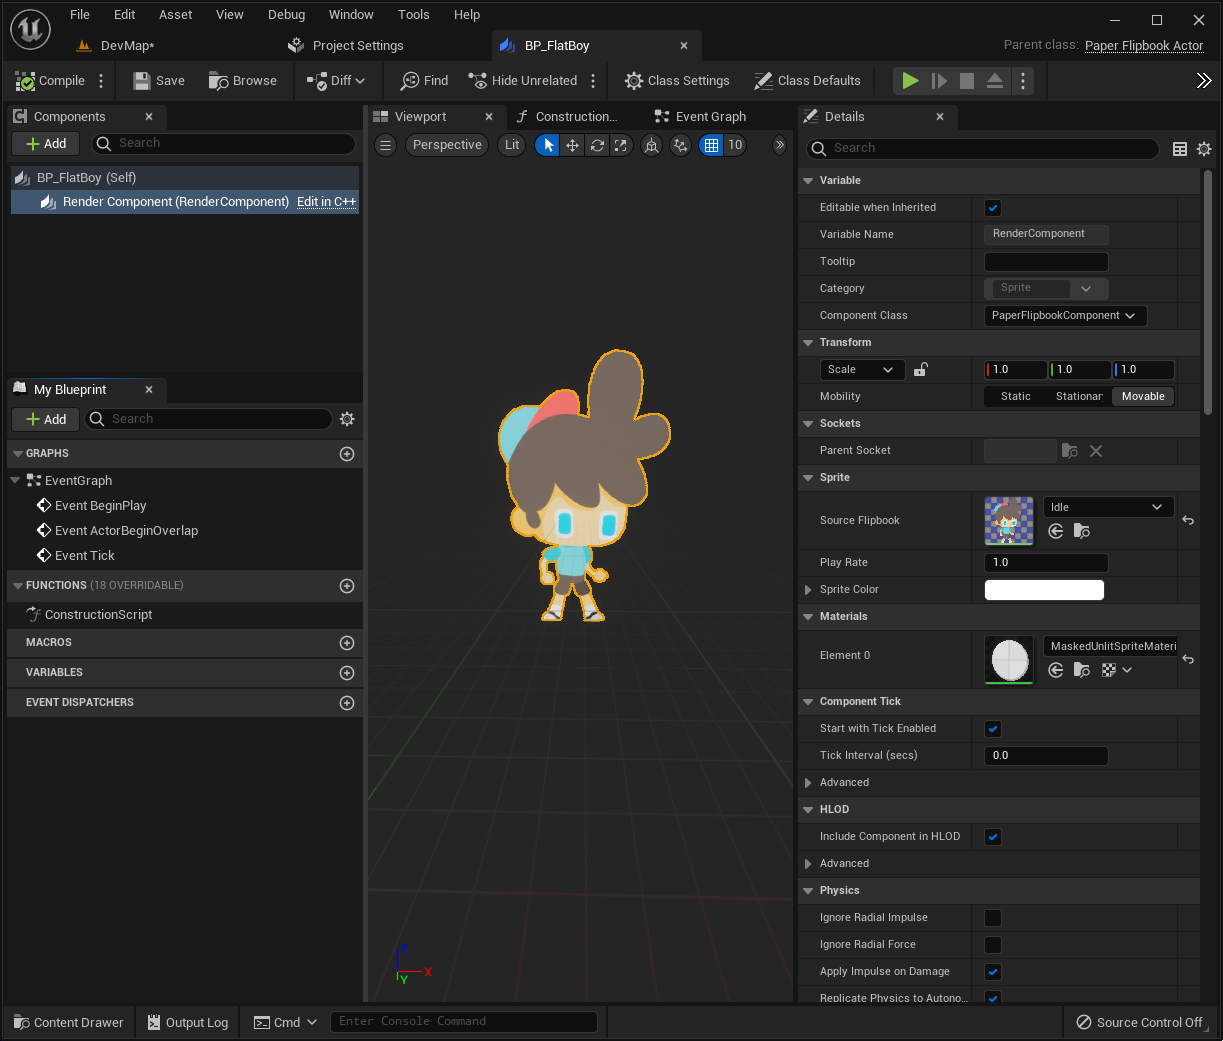 File Edit Asset View Debug Window Tools Help
DevMap* Project Settings BP_FlatBoy Parent class: Paper Flipbook Actor
Compile Save Browse Diff Find Hide Unrelated Class Settings Class Defaults
Components
Add Search
BP_FlatBoy (Self)
Render Component (RenderComponent) Edit in C++
My Blueprint
Add Search
GRAPHS
EventGraph
Event BeginPlay
Event ActorBeginOverlap
Event Tick
FUNCTIONS (18 OVERRIDABLE)
ConstructionScript
MACROS
VARIABLES
EVENT DISPATCHERS
Viewport Construction... Event Graph
Perspective Lit 10
Z
X
Y
Details
Search
Variable
Editable when Inherited
Variable Name RenderComponent
Tooltip
Category Sprite
Component Class PaperFlipbookComponent
Transform
Scale 1.0 1.0 1.0
Mobility Static Stationary Movable
Sockets
Parent Socket
Sprite
Source Flipbook Idle
Play Rate 1.0
Sprite Color
Materials
Element 0 MaskedUnlitSpriteMateri
Component Tick
Start with Tick Enabled
Tick Interval (secs) 0.0
Advanced
HLOD
Include Component in HLOD
Advanced
Physics
Ignore Radial Impulse
Ignore Radial Force
Apply Impulse on Damage
Replicate Physics to Autono...
Content Drawer Output Log Cmd Enter Console Command Source Control Off